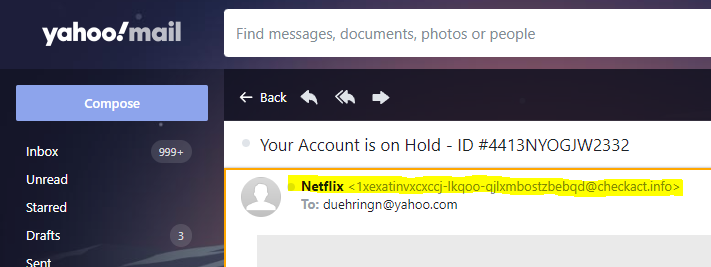 yahoo!mail
Find messages, documents, photos or people
Compose
Back
Your Account is on Hold - ID #4413NYOGJW2332
Inbox 999+
Netflix <1xexatinvxcxccj-lkqoo-qjlxmbostzbebqd@checkact.info>
Unread
To: duehringn@yahoo.com
Starred
Drafts 3
Sent